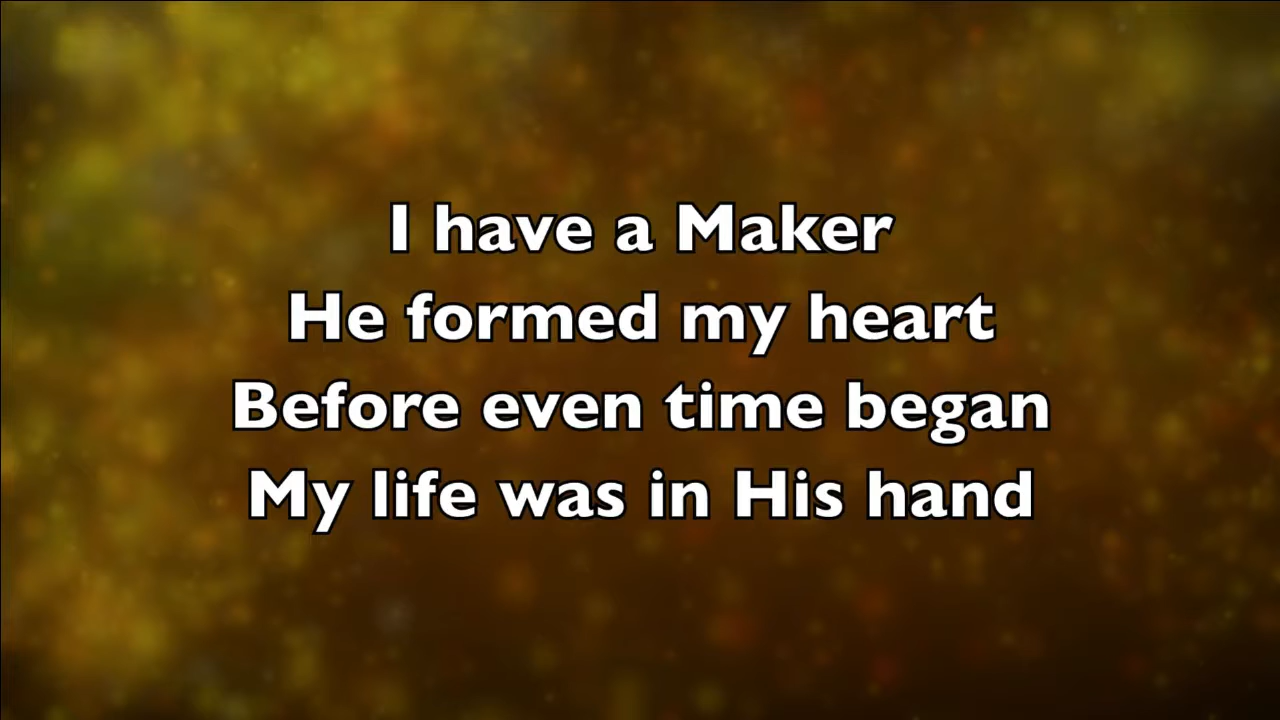 I have a Maker
He formed my heart
Before even time began
My life was in His hand